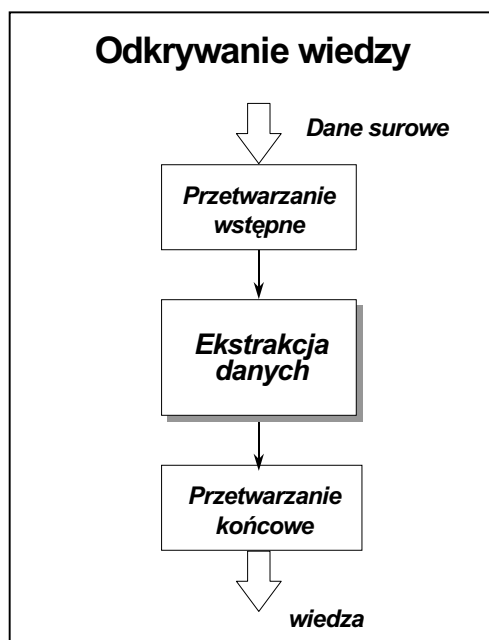 Odkrywanie wiedzy
Dane surowe
Przetwarzanie
wstępne
Ekstrakcja
danych
Przetwarzanie
końcowe
wiedza